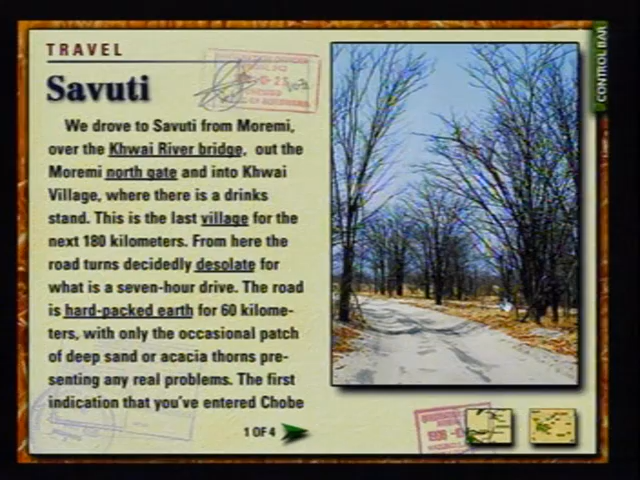 TRAVEL
Savuti
We drove to Savuti from Moremi,
over the Khwai River bridge, out the
Moremi north gate and into Khwai
Village, where there is a drinks
stand. This is the last village for the
next 180 kilometers. From here the
road turns decidedly desolate for
what is a seven-hour drive. The road
is hard-packed earth for 60 kilome-
ters, with only the occasional patch
of deep sand or acacia thorns pre-
senting any real problems. The first
indication that you've entered Chobe
1 OF 4
CONTROL BAR